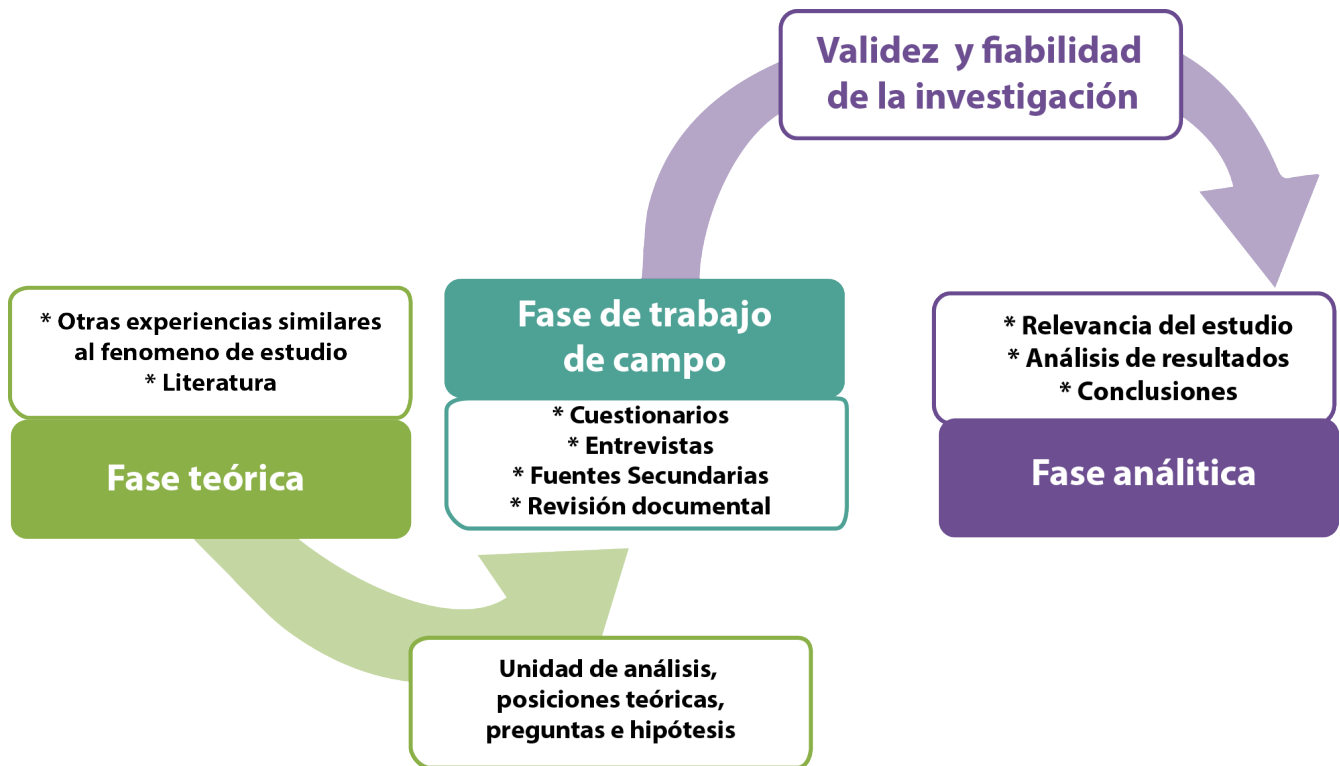 Validez y fiabilidad
de la investigación
* Otras experiencias similares
al fenomeno de estudio
* Literatura
Fase teórica
Fase de trabajo
de campo
* Cuestionarios
* Entrevistas
* Fuentes Secundarias
* Revisión documental
* Relevancia del estudio
* Análisis de resultados
* Conclusiones
Fase análitica
Unidad de análisis,
posiciones teóricas,
preguntas e hipótesis